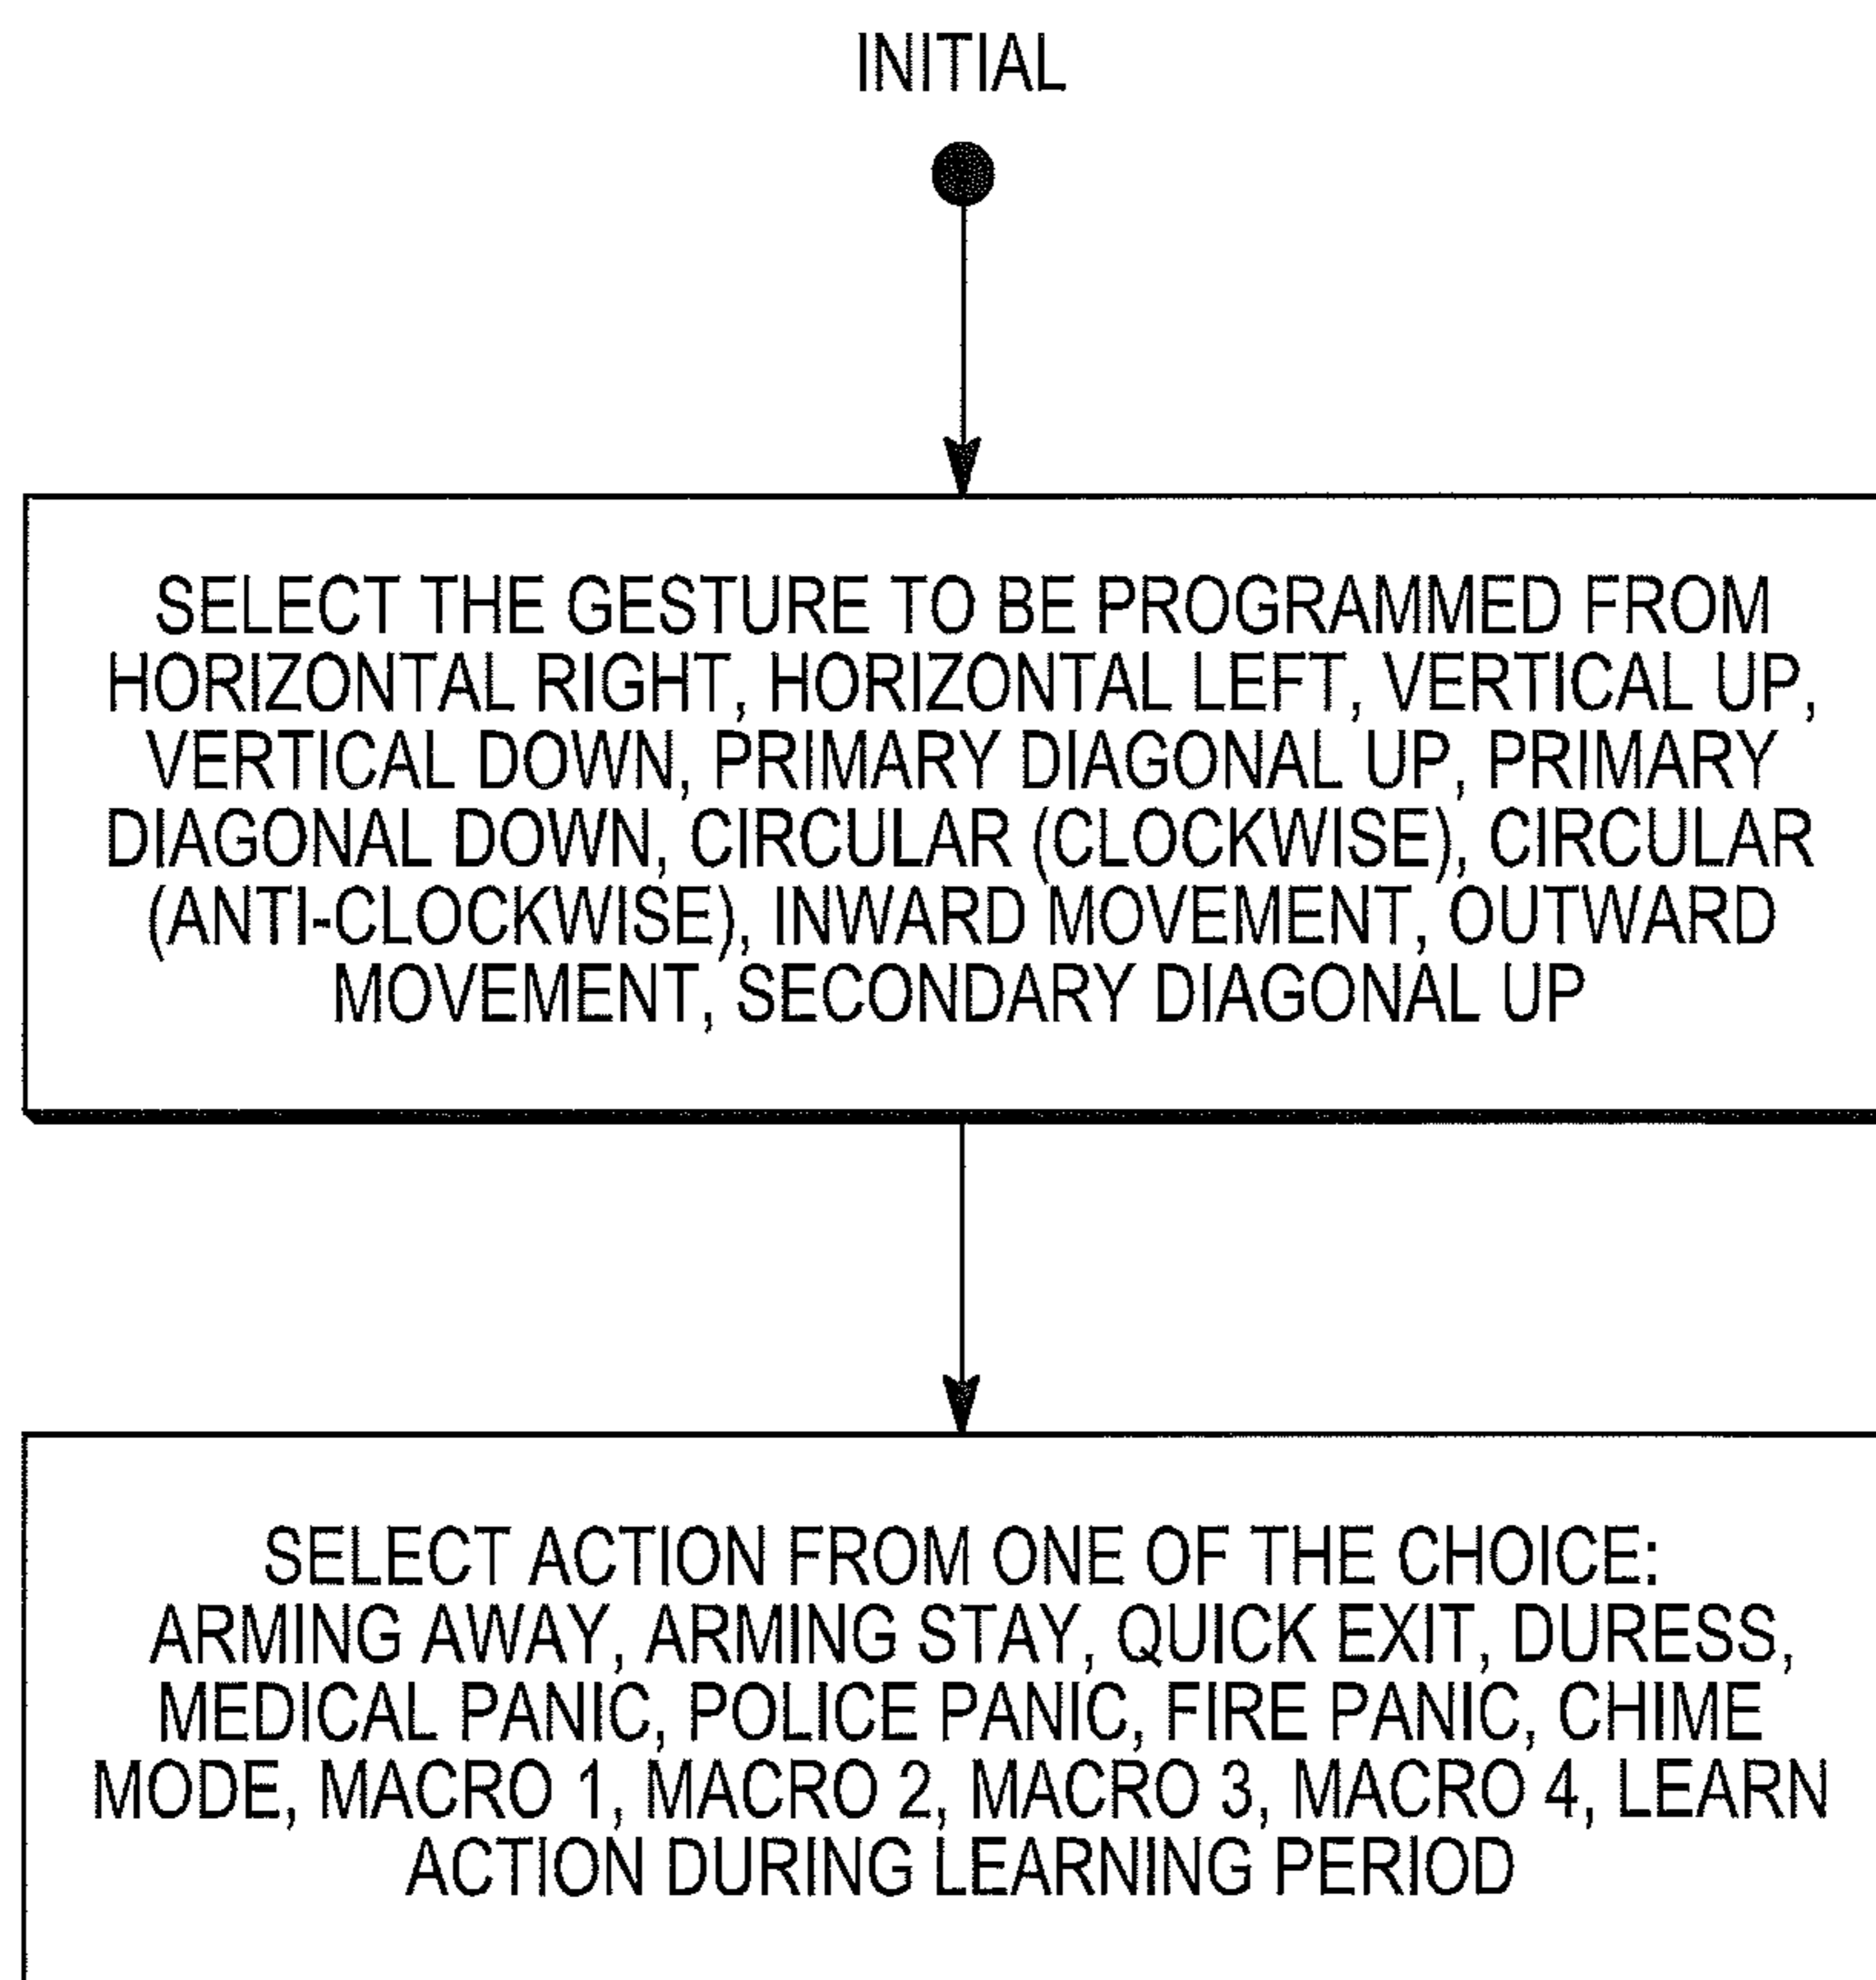 INITIAL
SELECT THE GESTURE TO BE PROGRAMMED FROM
HORIZONTAL RIGHT, HORIZONTAL LEFT, VERTICAL UP,
VERTICAL DOWN, PRIMARY DIAGONAL UP, PRIMARY
DIAGONAL DOWN, CIRCULAR (CLOCKWISE), CIRCULAR
(ANTI-CLOCKWISE), INWARD MOVEMENT, OUTWARD
MOVEMENT, SECONDARY DIAGONAL UP
SELECT ACTION FROM ONE OF THE CHOICE:
ARMING AWAY, ARMING STAY, QUICK EXIT, DURESS,
MEDICAL PANIC, POLICE PANIC, FIRE PANIC, CHIME
MODE, MACRO 1, MACRO 2, MACRO 3, MACRO 4, LEARN
ACTION DURING LEARNING PERIOD